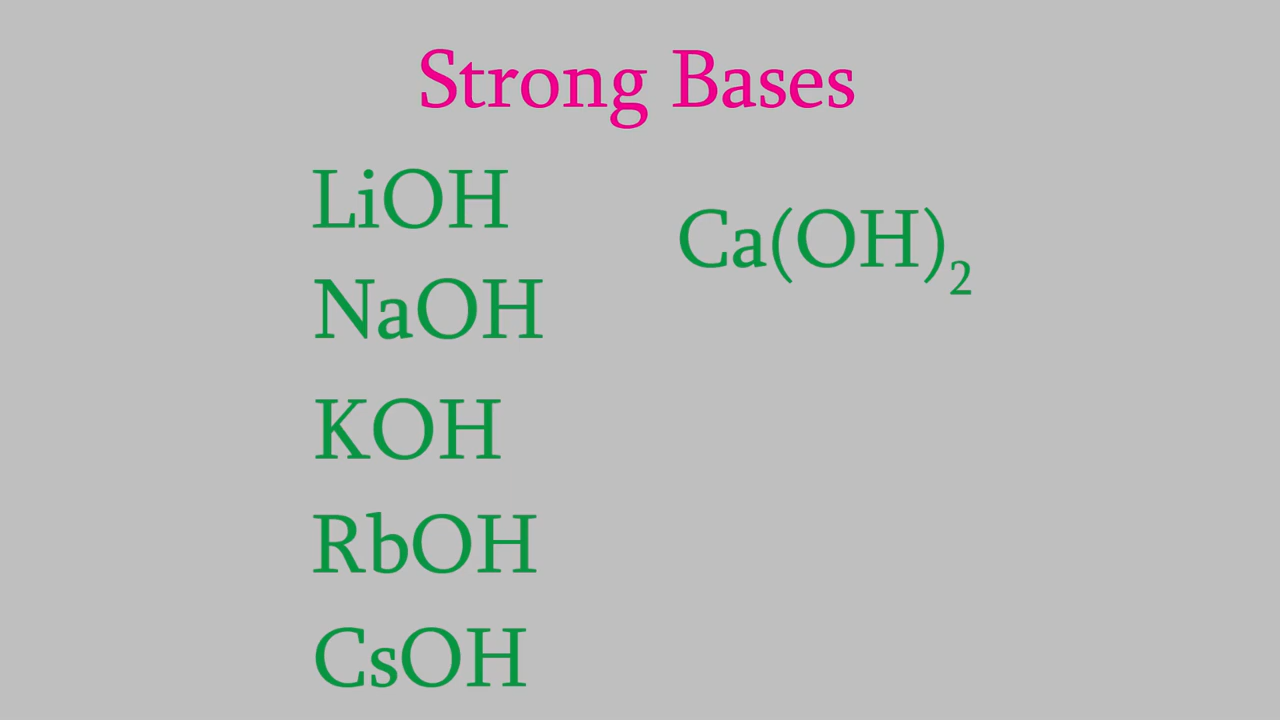 Strong Bases
LiOH
NaOH
KOH
RbOH
CsOH
Ca(OH)₂